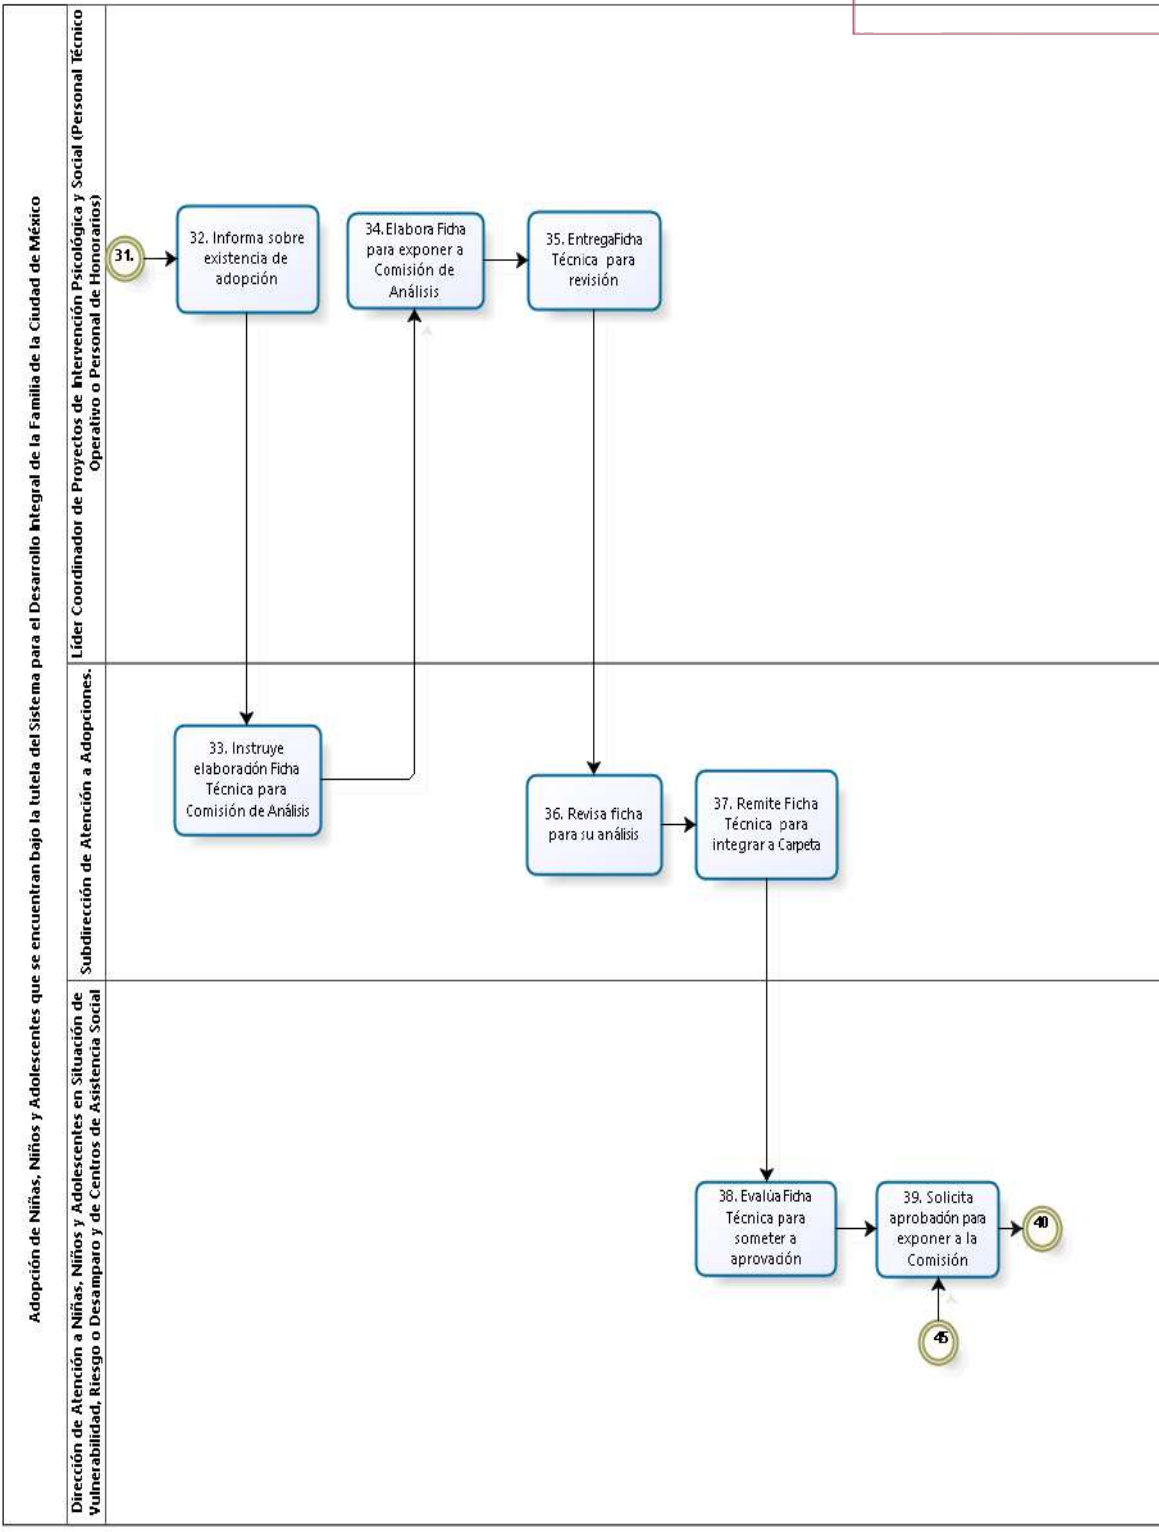 Adopción de Niñas, Niños y Adolescentes que se encuentran bajo la tutela del Sistema para el Desarrollo Integral de la Familia de la Ciudad de México
Líder Coordinador de Proyectos de Intervención Psicológica y Social (Personal Técnico
Operativo o Personal de Honorarios)
31.
32. Informa sobre
existencia de
adopción
34. Elabora Ficha
para exponer a
Comisión de
Análisis
35. EntregaFicha
Técnica para
revisión
Subdirección de Atención a Adopciones.
33. Instruye
elaboración Ficha
Técnica para
Comisión de Análisis
36. Revisa ficha
para su análisis
37. Remite Ficha
Técnica para
integrar a Carpeta
Dirección de Atención a Niñas, Niños y Adolescentes en Situación de
Vulnerabilidad, Riesgo o Desamparo y de Centros de Asistencia Social
38. Evalúa Ficha
Técnica para
someter a
aprovación
39. Solicita
aprobación para
exponer a la
Comisión
40
45